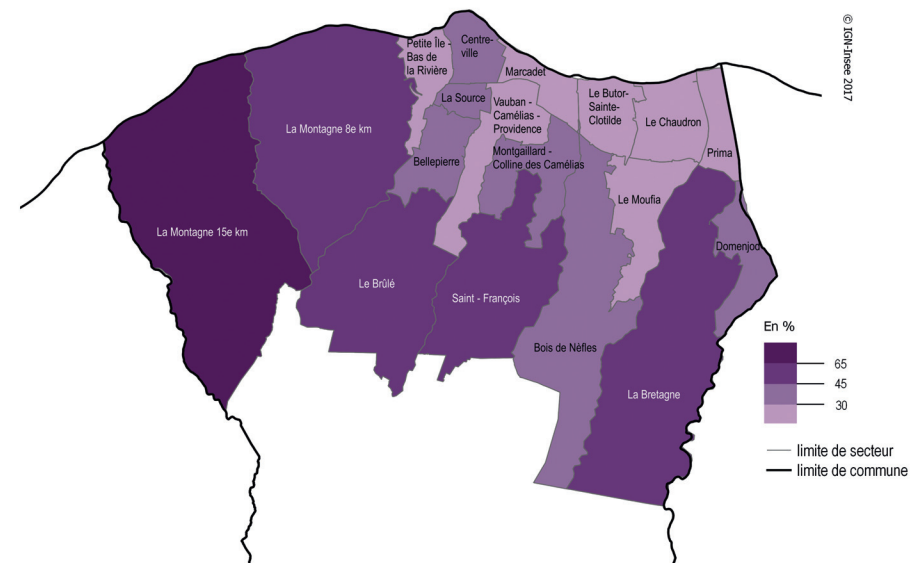 © IGN-Insee 2017
Petite Île -
Bas de
la Rivière
Centre-
ville
Marcadet
La Source
Vauban -
Camélias -
Providence
Le Butor-
Sainte-
Clotilde
Le Chaudron
La Montagne 8e km
Bellepierre
Montgaillard -
Colline des Camélias
Prima
Le Moufia
La Montagne 15e km
Domenjod
Le Brûlé
Saint - François
Bois de Nèfles
La Bretagne
En %
65
45
30
limite de secteur
limite de commune